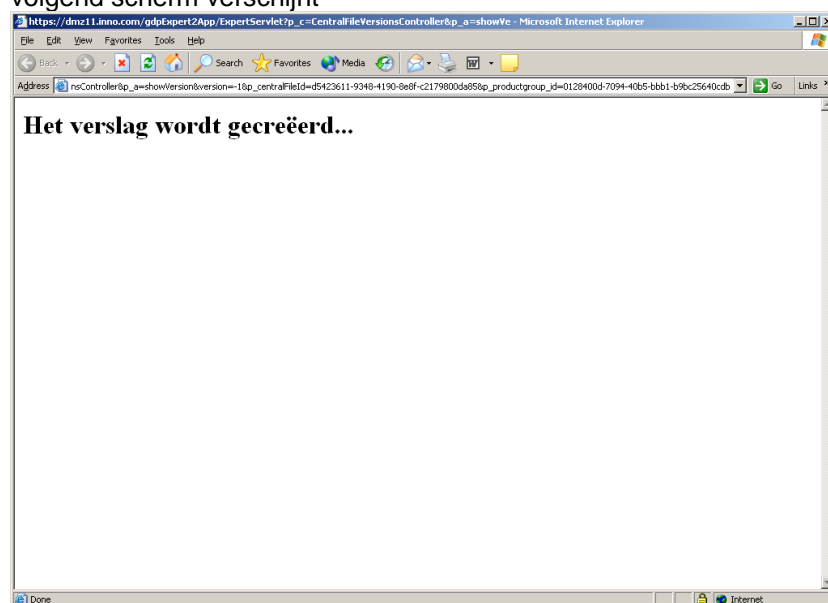 volgend scherm verschijnt
https://dmz11.inno.com/gdpExpert2App/ExpertServlet?p_c=CentralFileVersionsController&p_a=showVe - Microsoft Internet Explorer
File Edit View Favorites Tools Help
Back Search Favorites Media
Address nsController&p_a=showVersion&version=-1&p_centralFileId=d5423611-9348-4190-8e8f-c2179800da85&p_productgroup_id=0128400d-7094-40b5-bbb1-b9bc25640cdb Go Links
Het verslag wordt gecreëerd...
Done Internet